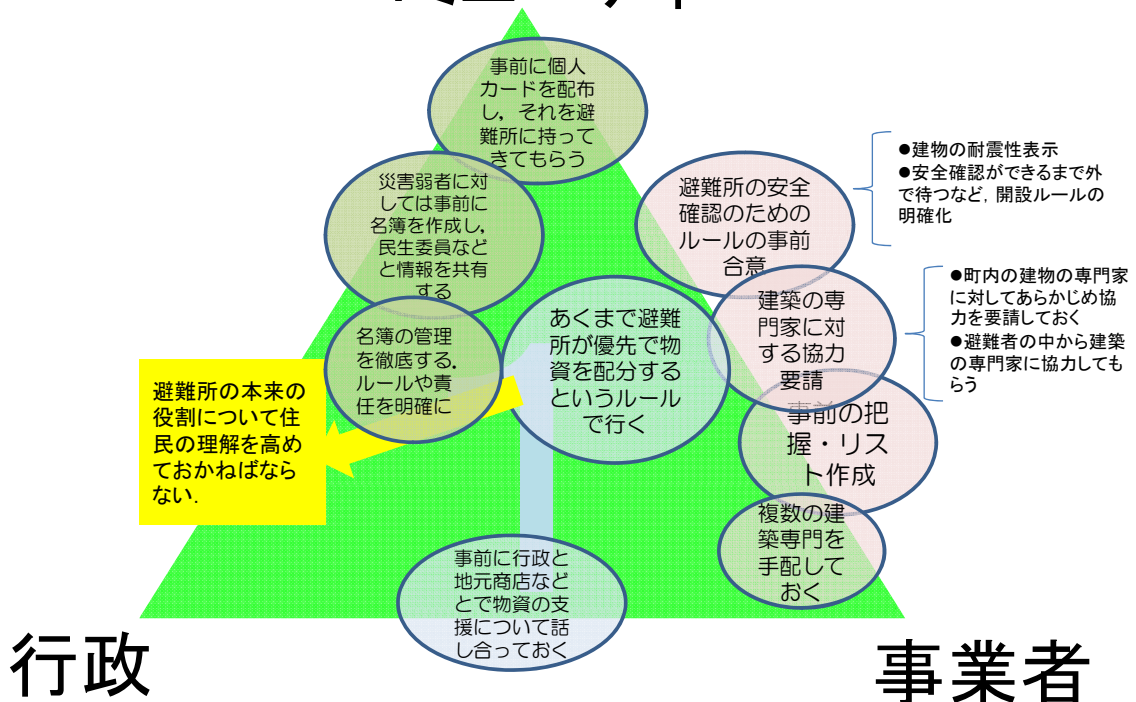 事前に個人
カードを配布
し，それを避
難所に持って
きてもらう
災害弱者に対
しては事前に
名簿を作成し，
民生委員など
と情報を共有
する
名簿の管理
を徹底する．
ルールや責
任を明確に
避難所の本来の
役割について住
民の理解を高め
ておかねばなら
ない．
あくまで避難
所が優先で物
資を配分する
というルール
で行く
避難所の安全
確認のための
ルールの事前
合意
●建物の耐震性表示
●安全確認ができるまで外
で待つなど，開設ルールの
明確化
建築の専
門家に対
する協力
要請
●町内の建物の専門家
に対してあらかじめ協
力を要請しておく
●避難者の中から建築
の専門家に協力しても
らう
事前の把
握・リス
ト作成
複数の建
築専門を
手配して
おく
事前に行政と
地元商店など
とで物資の支
援について話
し合っておく
行政
事業者